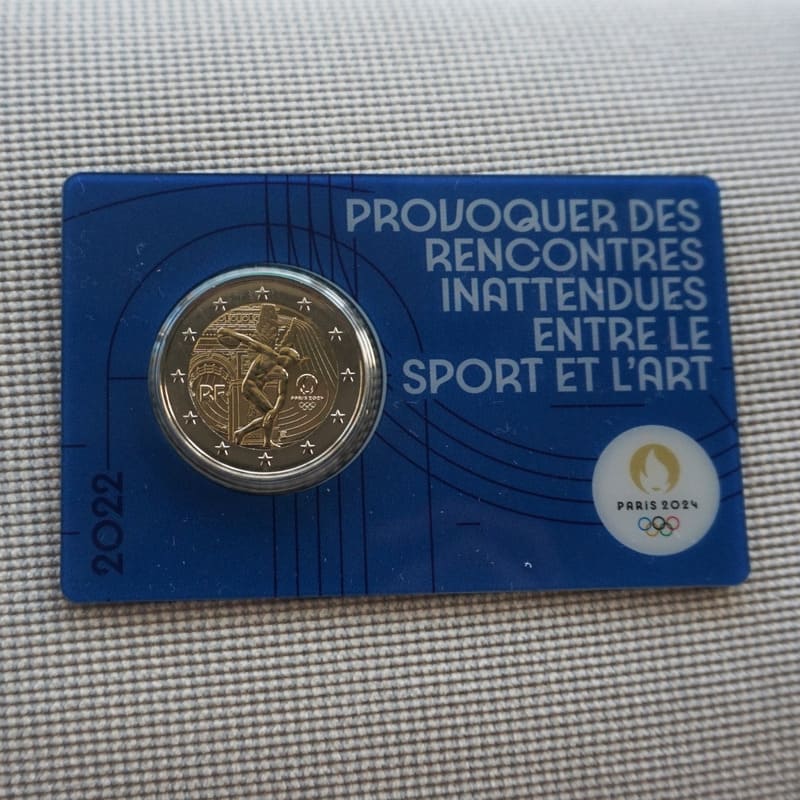 PROVOQUER DES
RENCONTRES
INATTENDUES
ENTRE LE
SPORT ET L'ART
RF
PARIS 2024
2022
PARIS 2024